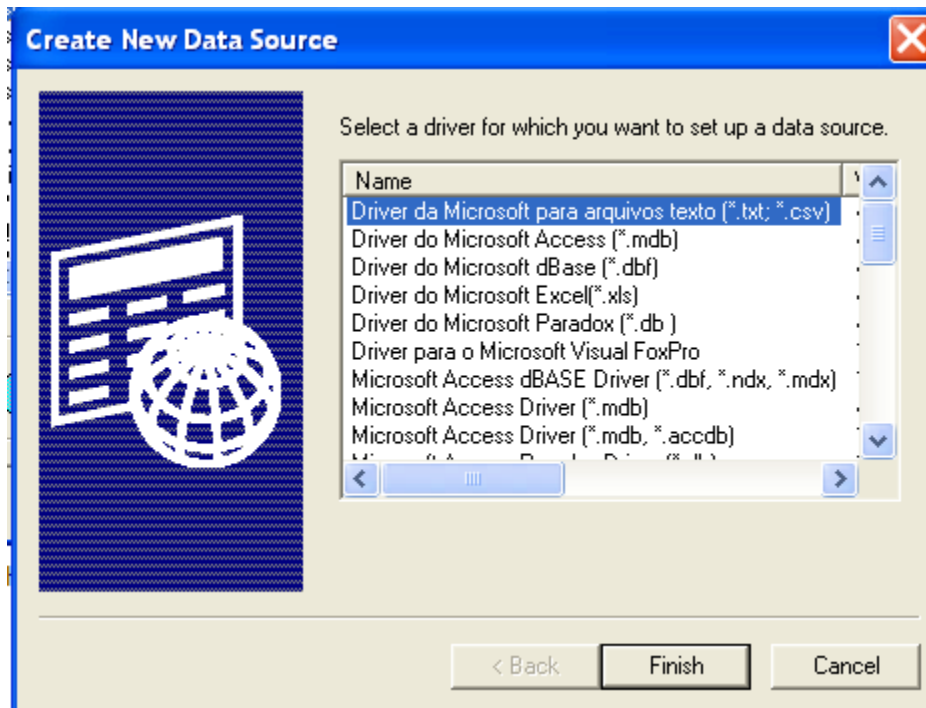 Create New Data Source
Select a driver for which you want to set up a data source.
Name
Driver da Microsoft para arquivos texto (*.txt; *.csv)
Driver do Microsoft Access (*.mdb)
Driver do Microsoft dBase (*.dbf)
Driver do Microsoft Excel(*.xls)
Driver do Microsoft Paradox (*.db )
Driver para o Microsoft Visual FoxPro
Microsoft Access dBASE Driver (*.dbf, *.ndx, *.mdx)
Microsoft Access Driver (*.mdb)
Microsoft Access Driver (*.mdb, *.accdb)
< Back
Finish
Cancel